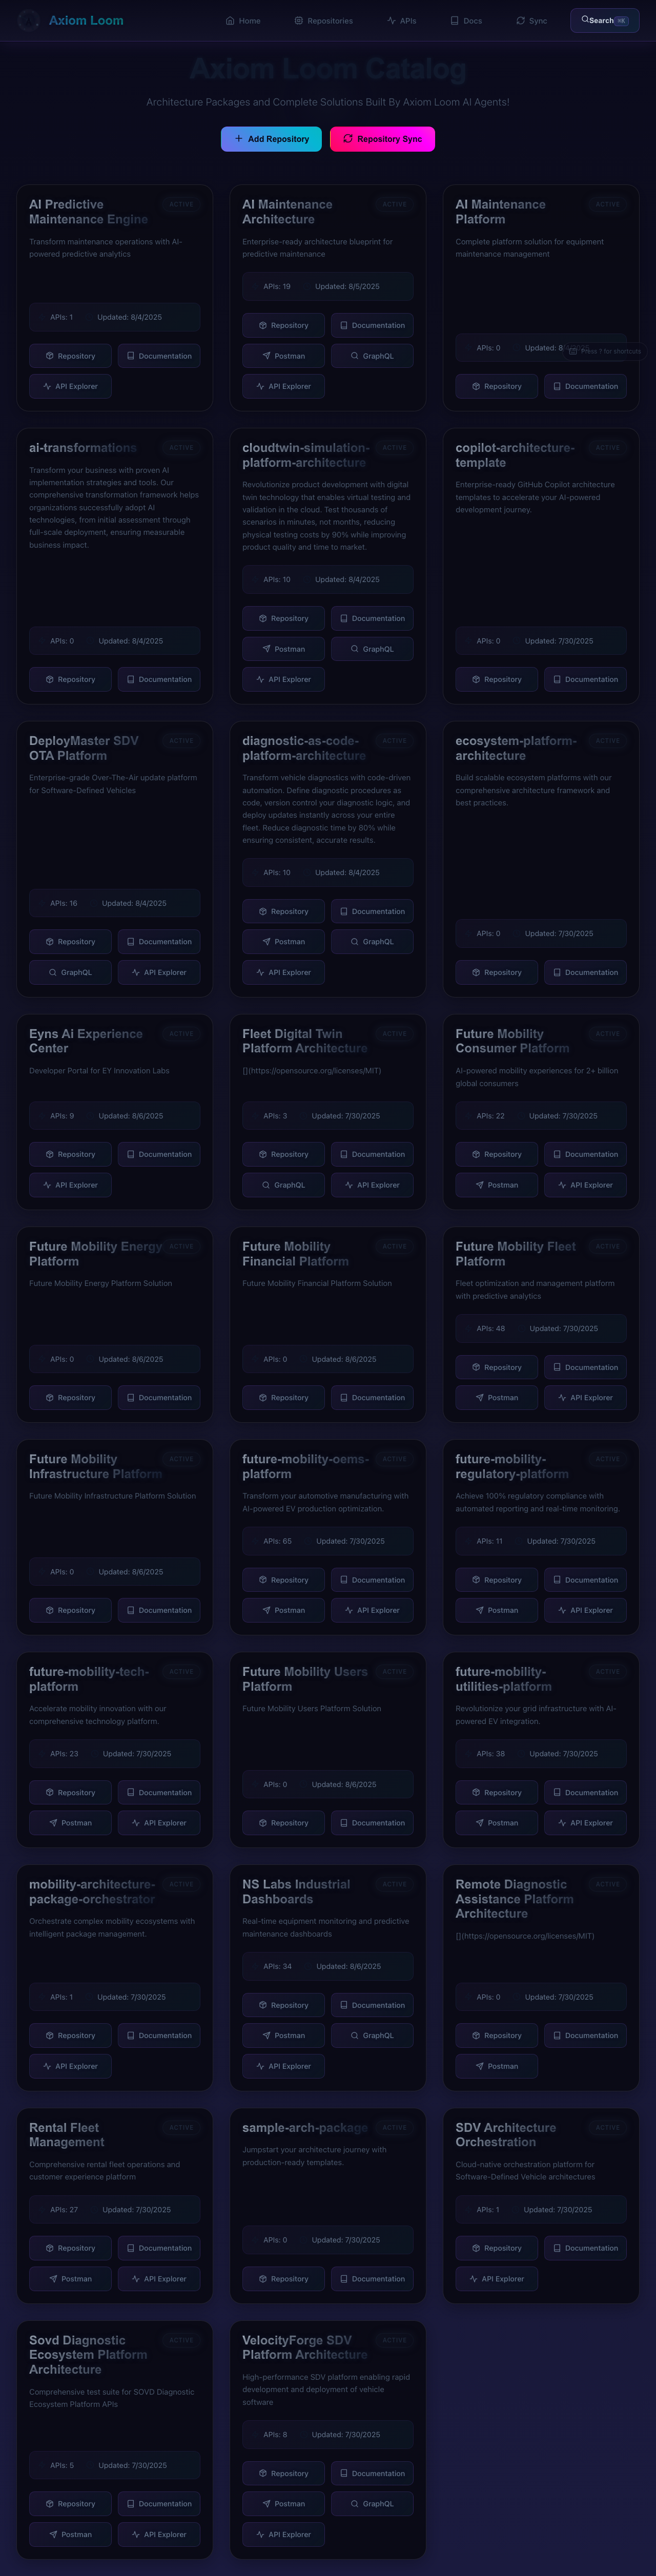 Axiom Loom
Home
Repositories
APIs
Docs
Sync
Search ⌘K
Axiom Loom Catalog
Architecture Packages and Complete Solutions Built By Axiom Loom AI Agents!
Add Repository
Repository Sync
AI Predictive
Maintenance Engine
ACTIVE
Transform maintenance operations with AI-
powered predictive analytics
APIs: 1 Updated: 8/4/2025
Repository Documentation
API Explorer
AI Maintenance
Architecture
ACTIVE
Enterprise-ready architecture blueprint for
predictive maintenance
APIs: 19 Updated: 8/5/2025
Repository Documentation
Postman GraphQL
API Explorer
AI Maintenance
Platform
ACTIVE
Complete platform solution for equipment
maintenance management
APIs: 0 Updated: 8/
Press ? for shortcuts
Repository Documentation
ai-transformations
ACTIVE
Transform your business with proven AI
implementation strategies and tools. Our
comprehensive transformation framework helps
organizations successfully adopt AI
technologies, from initial assessment through
full-scale deployment, ensuring measurable
business impact.
APIs: 0 Updated: 8/4/2025
Repository Documentation
cloudtwin-simulation-
platform-architecture
ACTIVE
Revolutionize product development with digital
twin technology that enables virtual testing and
validation in the cloud. Test thousands of
scenarios in minutes, not months, reducing
physical testing costs by 90% while improving
product quality and time to market.
APIs: 10 Updated: 8/4/2025
Repository Documentation
Postman GraphQL
API Explorer
copilot-architecture-
template
ACTIVE
Enterprise-ready GitHub Copilot architecture
templates to accelerate your AI-powered
development journey.
APIs: 0 Updated: 7/30/2025
Repository Documentation
DeployMaster SDV
OTA Platform
ACTIVE
Enterprise-grade Over-The-Air update platform
for Software-Defined Vehicles
APIs: 16 Updated: 8/4/2025
Repository Documentation
GraphQL API Explorer
diagnostic-as-code-
platform-architecture
ACTIVE
Transform vehicle diagnostics with code-driven
automation. Define diagnostic procedures as
code, version control your diagnostic logic, and
deploy updates instantly across your entire
fleet. Reduce diagnostic time by 80% while
ensuring consistent, accurate results.
APIs: 10 Updated: 8/4/2025
Repository Documentation
Postman GraphQL
API Explorer
ecosystem-platform-
architecture
ACTIVE
Build scalable ecosystem platforms with our
comprehensive architecture framework and
best practices.
APIs: 0 Updated: 7/30/2025
Repository Documentation
Eyns Ai Experience
Center
ACTIVE
Developer Portal for EY Innovation Labs
APIs: 9 Updated: 8/6/2025
Repository Documentation
API Explorer
Fleet Digital Twin
Platform Architecture
ACTIVE
[](https://opensource.org/licenses/MIT)
APIs: 3 Updated: 7/30/2025
Repository Documentation
GraphQL API Explorer
Future Mobility
Consumer Platform
ACTIVE
AI-powered mobility experiences for 2+ billion
global consumers
APIs: 22 Updated: 7/30/2025
Repository Documentation
Postman API Explorer
Future Mobility Energy
Platform
ACTIVE
Future Mobility Energy Platform Solution
APIs: 0 Updated: 8/6/2025
Repository Documentation
Future Mobility
Financial Platform
ACTIVE
Future Mobility Financial Platform Solution
APIs: 0 Updated: 8/6/2025
Repository Documentation
Future Mobility Fleet
Platform
ACTIVE
Fleet optimization and management platform
with predictive analytics
APIs: 48 Updated: 7/30/2025
Repository Documentation
Postman API Explorer
Future Mobility
Infrastructure Platform
ACTIVE
Future Mobility Infrastructure Platform Solution
APIs: 0 Updated: 8/6/2025
Repository Documentation
future-mobility-oems-
platform
ACTIVE
Transform your automotive manufacturing with
AI-powered EV production optimization.
APIs: 65 Updated: 7/30/2025
Repository Documentation
Postman API Explorer
future-mobility-
regulatory-platform
ACTIVE
Achieve 100% regulatory compliance with
automated reporting and real-time monitoring.
APIs: 11 Updated: 7/30/2025
Repository Documentation
Postman API Explorer
future-mobility-tech-
platform
ACTIVE
Accelerate mobility innovation with our
comprehensive technology platform.
APIs: 23 Updated: 7/30/2025
Repository Documentation
Postman API Explorer
Future Mobility Users
Platform
ACTIVE
Future Mobility Users Platform Solution
APIs: 0 Updated: 8/6/2025
Repository Documentation
future-mobility-
utilities-platform
ACTIVE
Revolutionize your grid infrastructure with AI-
powered EV integration.
APIs: 38 Updated: 7/30/2025
Repository Documentation
Postman API Explorer
mobility-architecture-
package-orchestrator
ACTIVE
Orchestrate complex mobility ecosystems with
intelligent package management.
APIs: 1 Updated: 7/30/2025
Repository Documentation
API Explorer
NS Labs Industrial
Dashboards
ACTIVE
Real-time equipment monitoring and predictive
maintenance dashboards
APIs: 34 Updated: 8/6/2025
Repository Documentation
Postman GraphQL
API Explorer
Remote Diagnostic
Assistance Platform
Architecture
ACTIVE
[](https://opensource.org/licenses/MIT)
APIs: 0 Updated: 7/30/2025
Repository Documentation
Postman
Rental Fleet
Management
ACTIVE
Comprehensive rental fleet operations and
customer experience platform
APIs: 27 Updated: 7/30/2025
Repository Documentation
Postman API Explorer
sample-arch-package
ACTIVE
Jumpstart your architecture journey with
production-ready templates.
APIs: 0 Updated: 7/30/2025
Repository Documentation
SDV Architecture
Orchestration
ACTIVE
Cloud-native orchestration platform for
Software-Defined Vehicle architectures
APIs: 1 Updated: 7/30/2025
Repository Documentation
API Explorer
Sovd Diagnostic
Ecosystem Platform
Architecture
ACTIVE
Comprehensive test suite for SOVD Diagnostic
Ecosystem Platform APIs
APIs: 5 Updated: 7/30/2025
Repository Documentation
Postman API Explorer
VelocityForge SDV
Platform Architecture
ACTIVE
High-performance SDV platform enabling rapid
development and deployment of vehicle
software
APIs: 8 Updated: 7/30/2025
Repository Documentation
Postman GraphQL
API Explorer